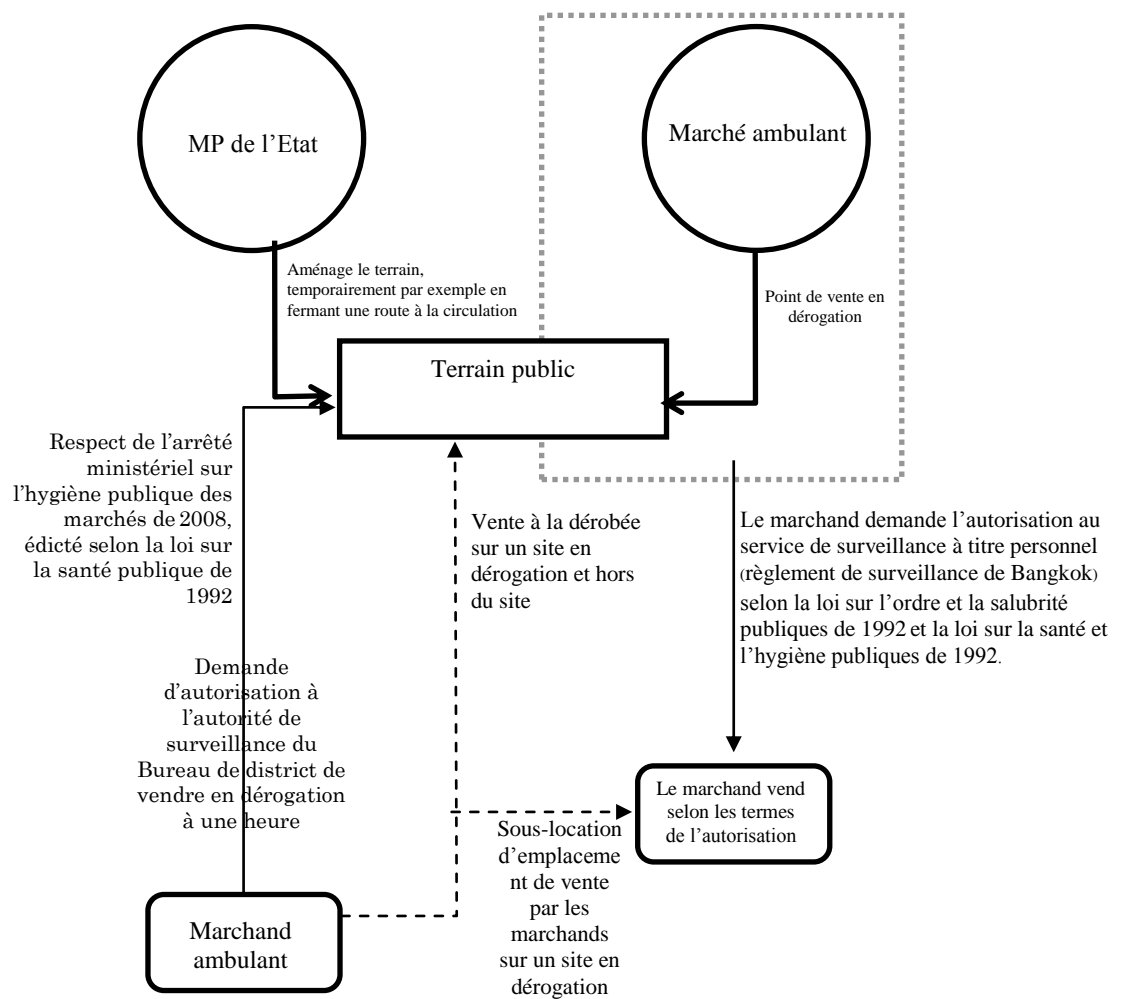 MP de l'Etat
Marché ambulant
Aménage le terrain,
temporairement par exemple en
fermant une route à la circulation
Point de vente en
dérogation
Terrain public
Respect de l'arrêté
ministériel sur
l'hygiène publique des
marchés de 2008,
édicté selon la loi sur
la santé publique de
1992
Vente à la dérobée
sur un site en
dérogation et hors
du site
Le marchand demande l'autorisation au
service de surveillance à titre personnel
(règlement de surveillance de Bangkok)
selon la loi sur l'ordre et la salubrité
publiques de 1992 et la loi sur la santé et
l'hygiène publiques de 1992.
Demande
d'autorisation à
l'autorité de
surveillance du
Bureau de district de
vendre en dérogation
à une heure
Le marchand vend
selon les termes
de l'autorisation
Sous-location
d'emplaceme
nt de vente
par les
marchands
sur un site en
dérogation
Marchand
ambulant